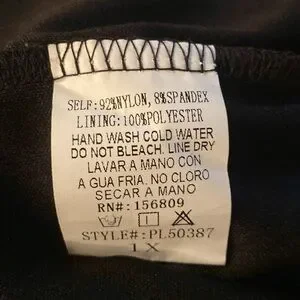 SELF:92%NYLON, 8%SPANDEX
LINING:100%POLYESTER
HAND WASH COLD WATER
DO NOT BLEACH. LINE DRY
LAVAR A MANO CON
A GUA FRIA. NO CLORO
SECAR A MANO
RN#:156809
STYLE#:PL50387
1X